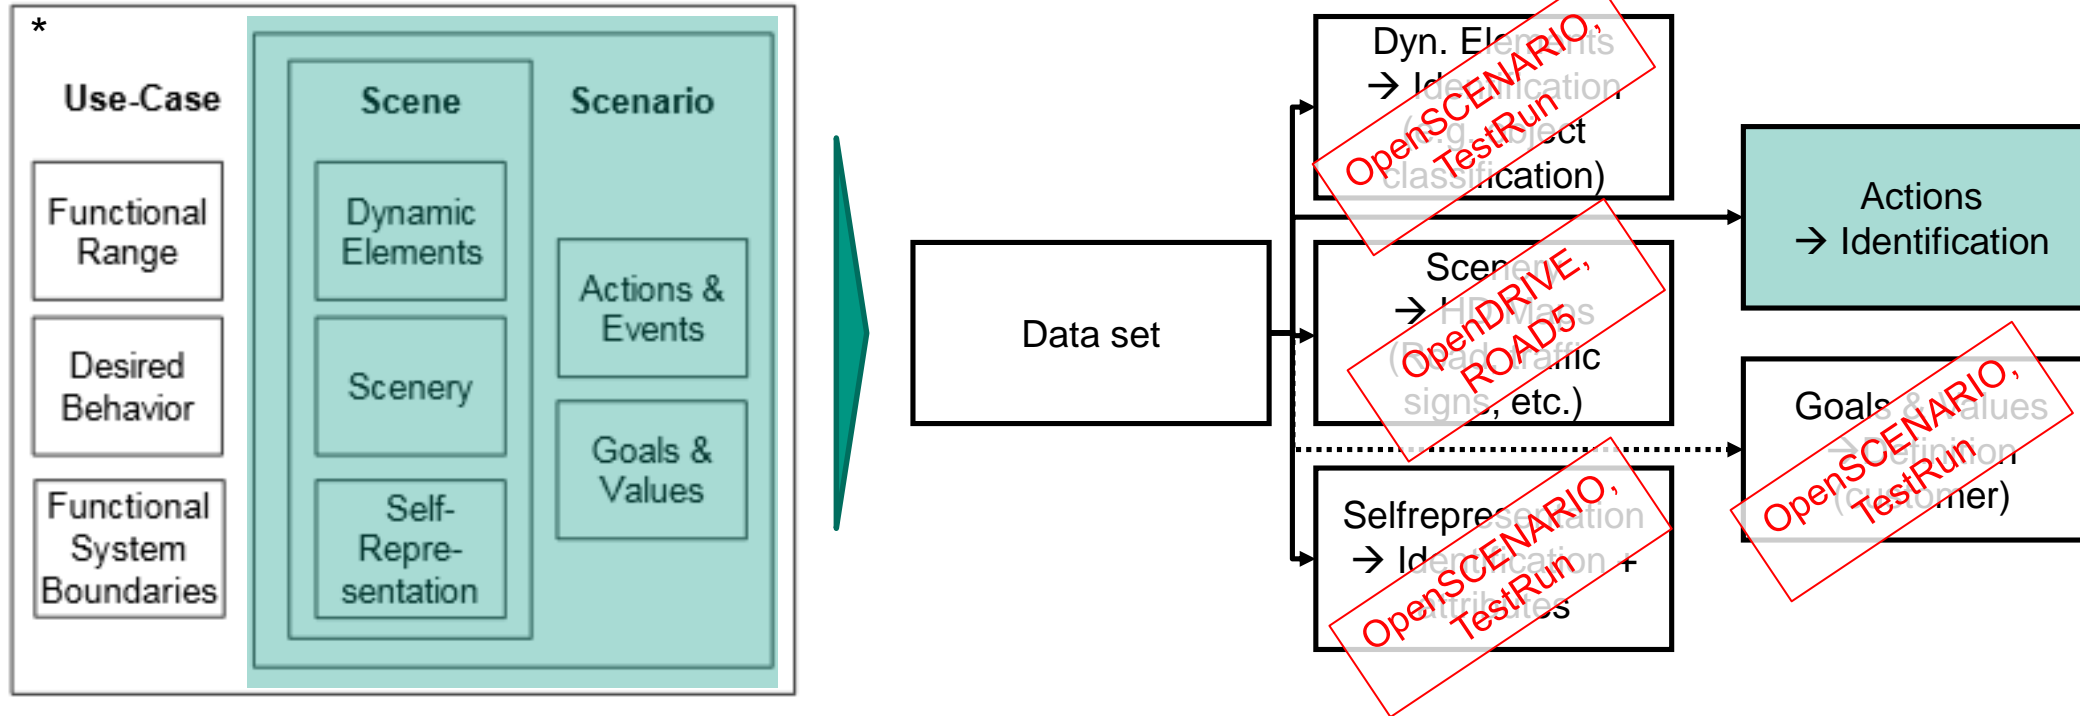 *
Use-Case
Functional
Range
Desired
Behavior
Functional
System
Boundaries
Scene
Dynamic
Elements
Scenery
Self-
Repre-
sentation
Scenario
Actions &
Events
Goals &
Values
Data set
Dyn. Elements
→ Identification
(e.g. object
classification)
OpenSCENARIO,
TestRun
Scenery
→ HD Maps
(Road, traffic
signs, etc.)
OpenDRIVE,
ROAD5
Selfrepresentation
→ Identification +
attributes
OpenSCENARIO,
TestRun
Actions
→ Identification
Goals & Values
→Definition
(customer)
OpenSCENARIO,
TestRun